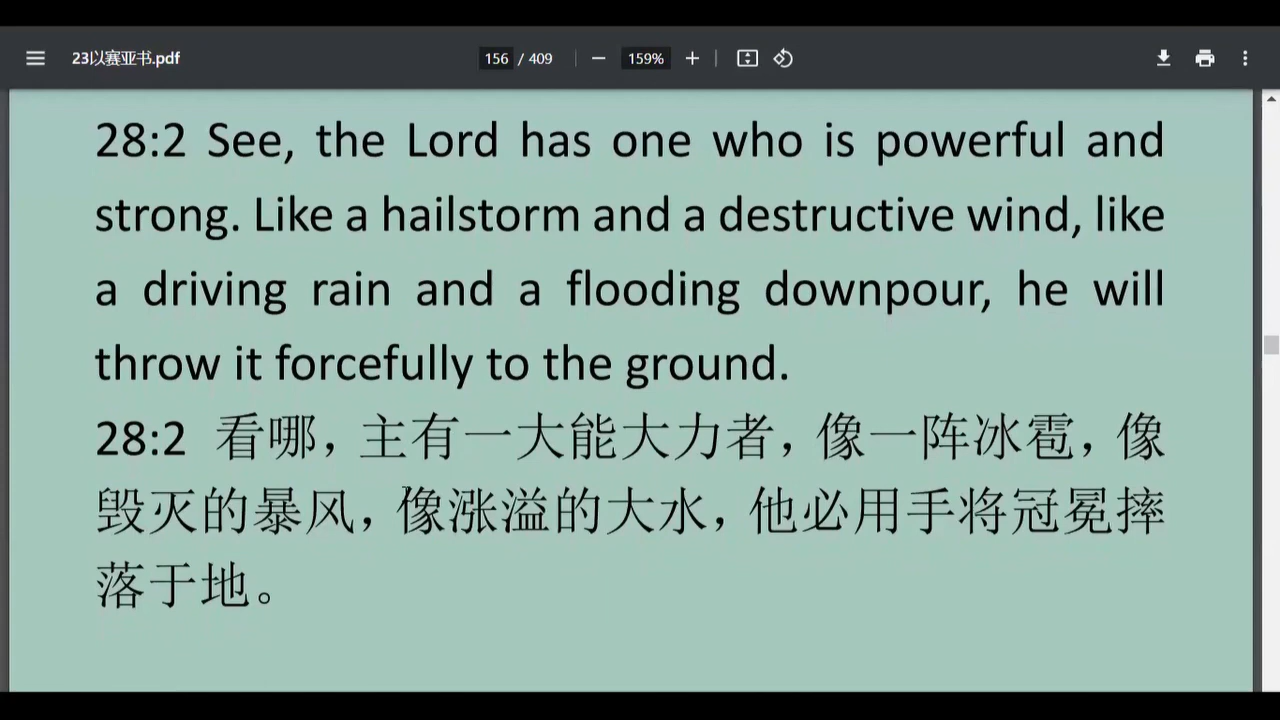 23以赛亚书.pdf
156 / 409
159%
28:2 See, the Lord has one who is powerful and
strong. Like a hailstorm and a destructive wind, like
a driving rain and a flooding downpour, he will
throw it forcefully to the ground.
28:2 看哪，主有一大能大力者，像一阵冰雹，像
毁灭的暴风，像涨溢的大水，他必用手将冠冕摔
落于地。